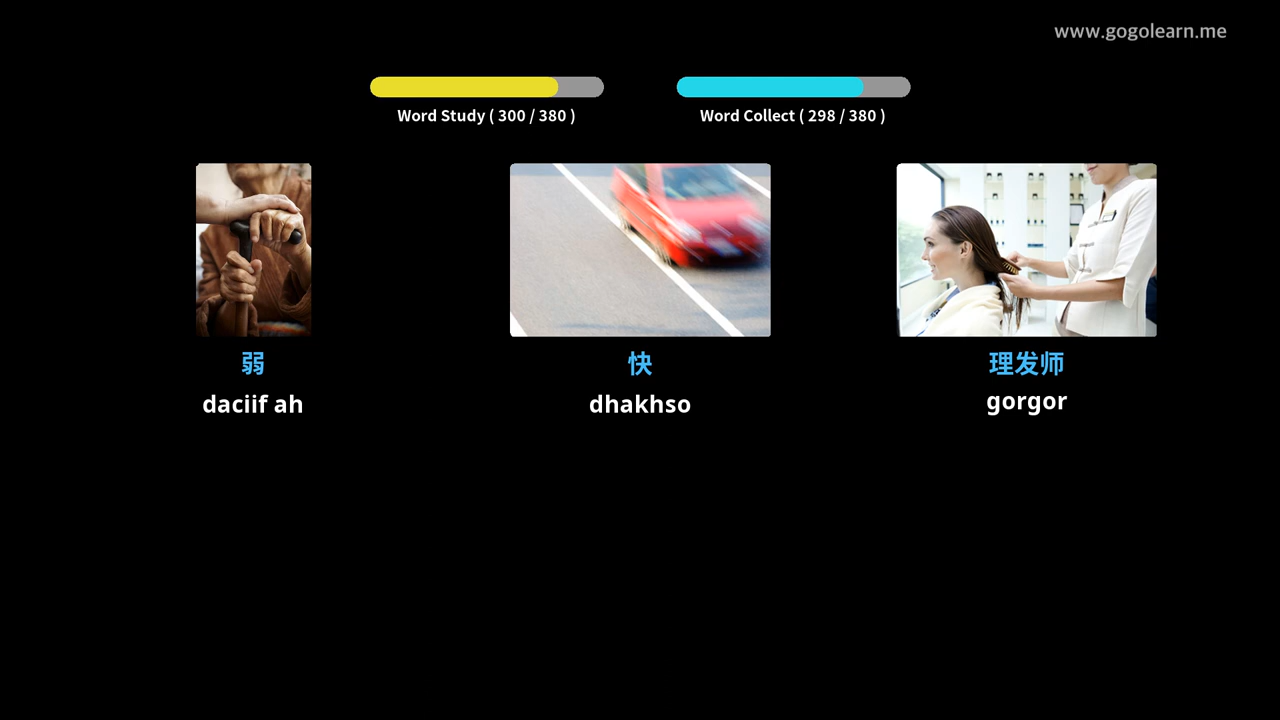 www.gogolearn.me
Word Study ( 300 / 380 )
Word Collect ( 298 / 380 )
弱
快
理发师
daciif ah
dhakhso
gorgor